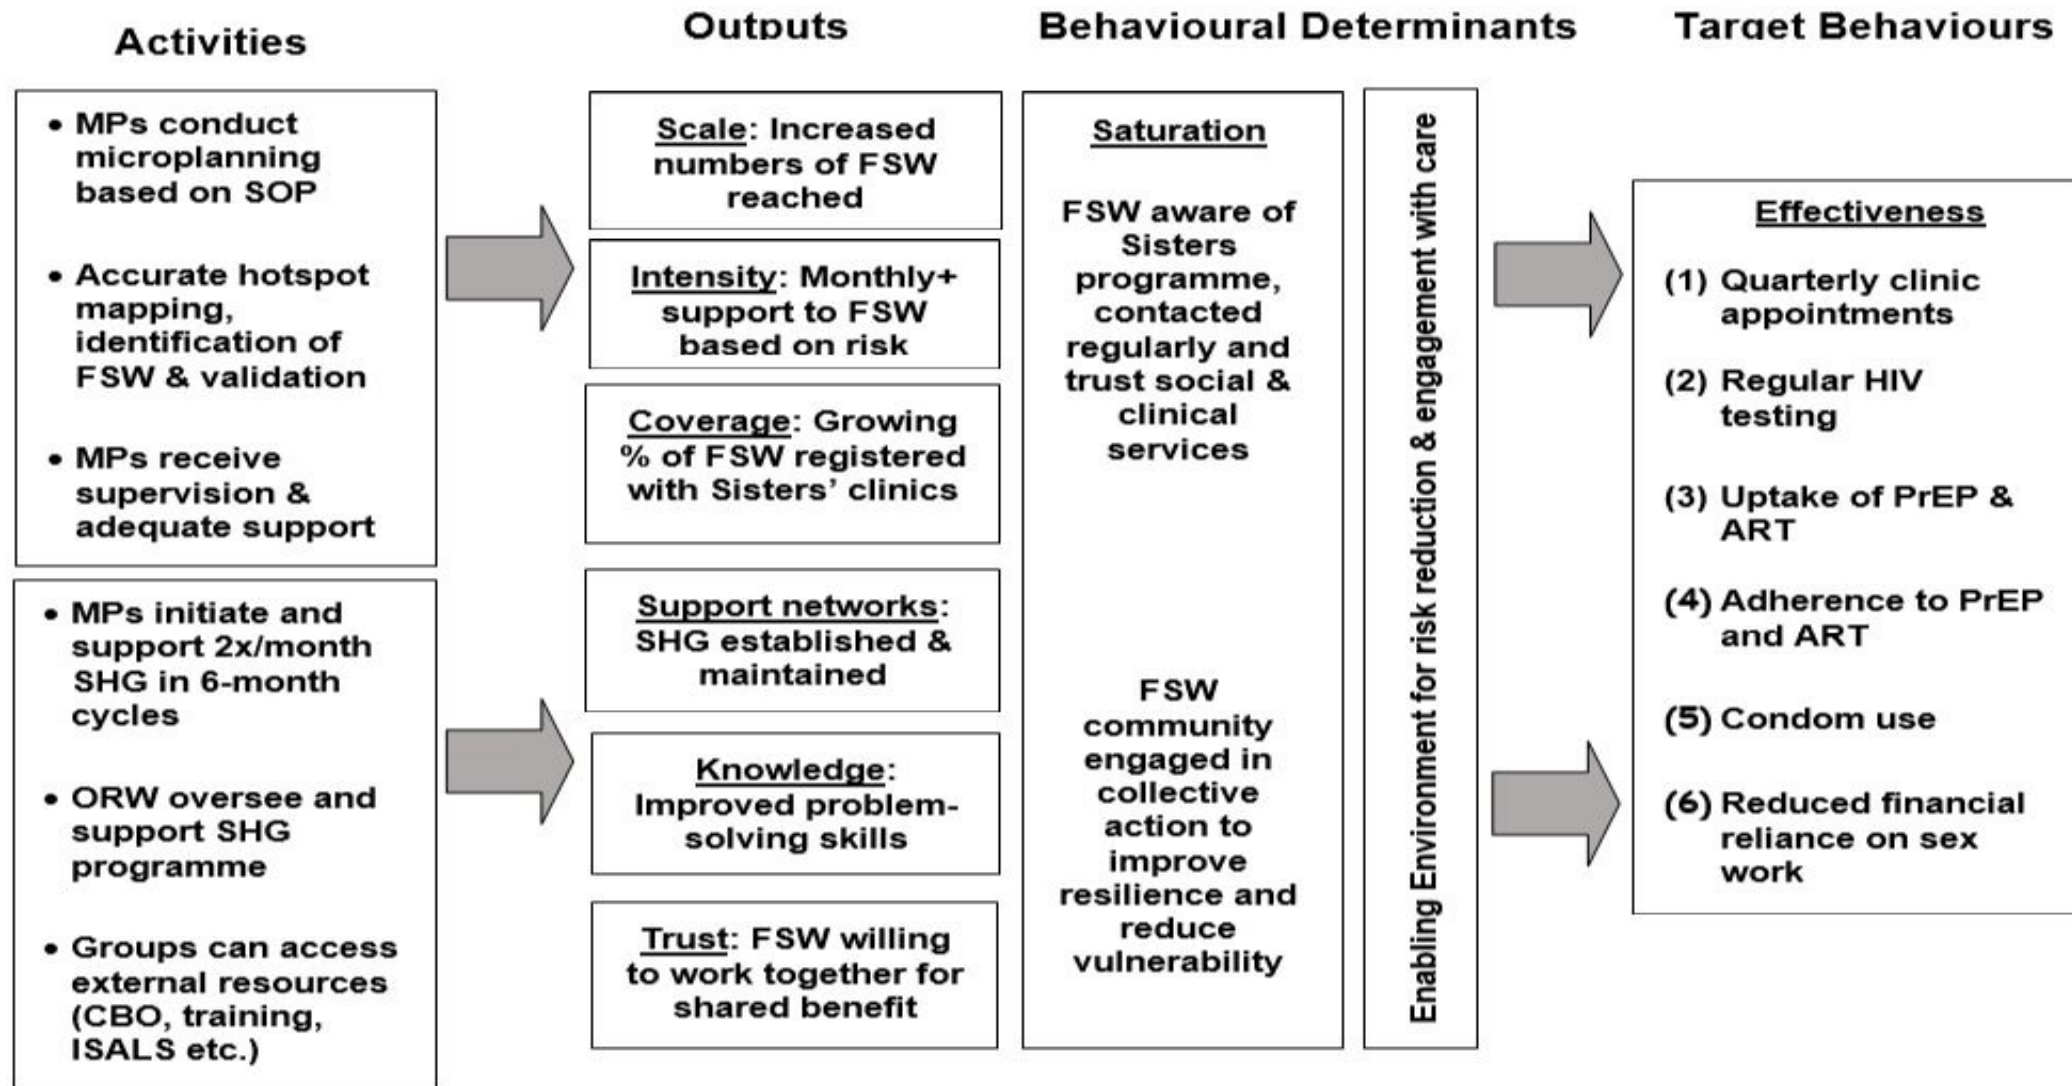 Activities
• MPs conduct
microplanning
based on SOP
• Accurate hotspot
mapping,
identification of
FSW & validation
• MPs receive
supervision &
adequate support
• MPs initiate and
support 2x/month
SHG in 6-month
cycles
• ORW oversee and
support SHG
programme
• Groups can access
external resources
(CBO, training,
ISALS etc.)
Outputs
Scale: Increased
numbers of FSW
reached
Intensity: Monthly+
support to FSW
based on risk
Coverage: Growing
% of FSW registered
with Sisters’ clinics
Support networks:
SHG established &
maintained
Knowledge:
Improved problem-
solving skills
Trust: FSW willing
to work together for
shared benefit
Behavioural Determinants
Saturation
FSW aware of
Sisters
programme,
contacted
regularly and
trust social &
clinical
services
FSW
community
engaged in
collective
action to
improve
resilience and
reduce
vulnerability
Enabling Environment for risk reduction & engagement with care
Target Behaviours
Effectiveness
(1) Quarterly clinic
appointments
(2) Regular HIV
testing
(3) Uptake of PrEP &
ART
(4) Adherence to PrEP
and ART
(5) Condom use
(6) Reduced financial
reliance on sex
work